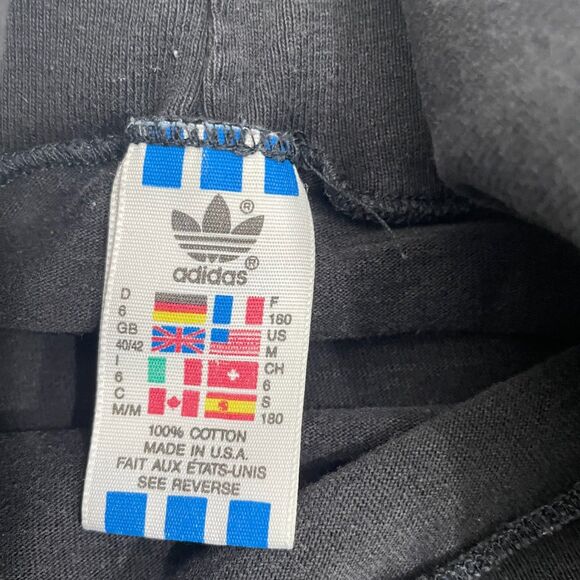 ®
adidas®
D
6
GB
40/42
I
6
C
M/M
F
160
US
M
CH
6
S
180
100% COTTON
MADE IN U.S.A.
FAIT AUX ÉTATS-UNIS
SEE REVERSE